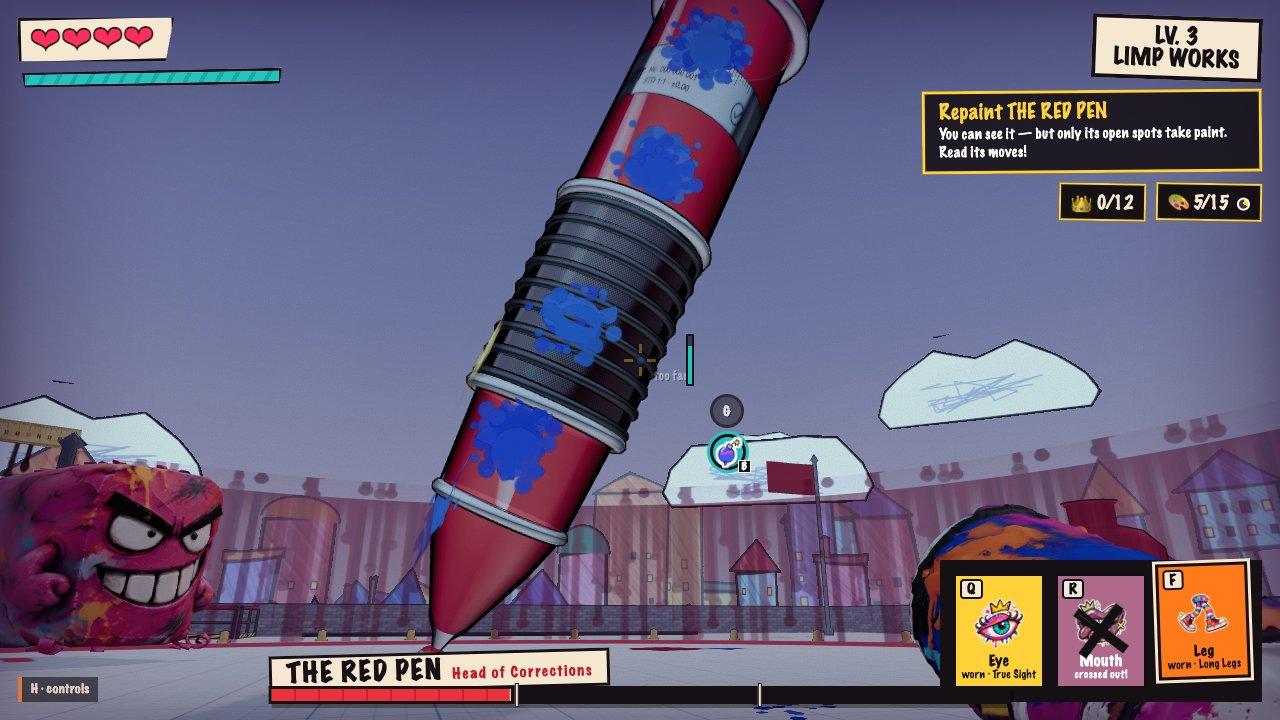 LV. 3
LIMP WORKS
Repaint THE RED PEN
You can see it — but only its open spots take paint.
Read its moves!
0/12
5/15
too far
G
Q
Eye
worn · True Sight
R
Mouth
crossed out!
F
Leg
worn · Long Legs
THE RED PEN Head of Corrections
H · controls